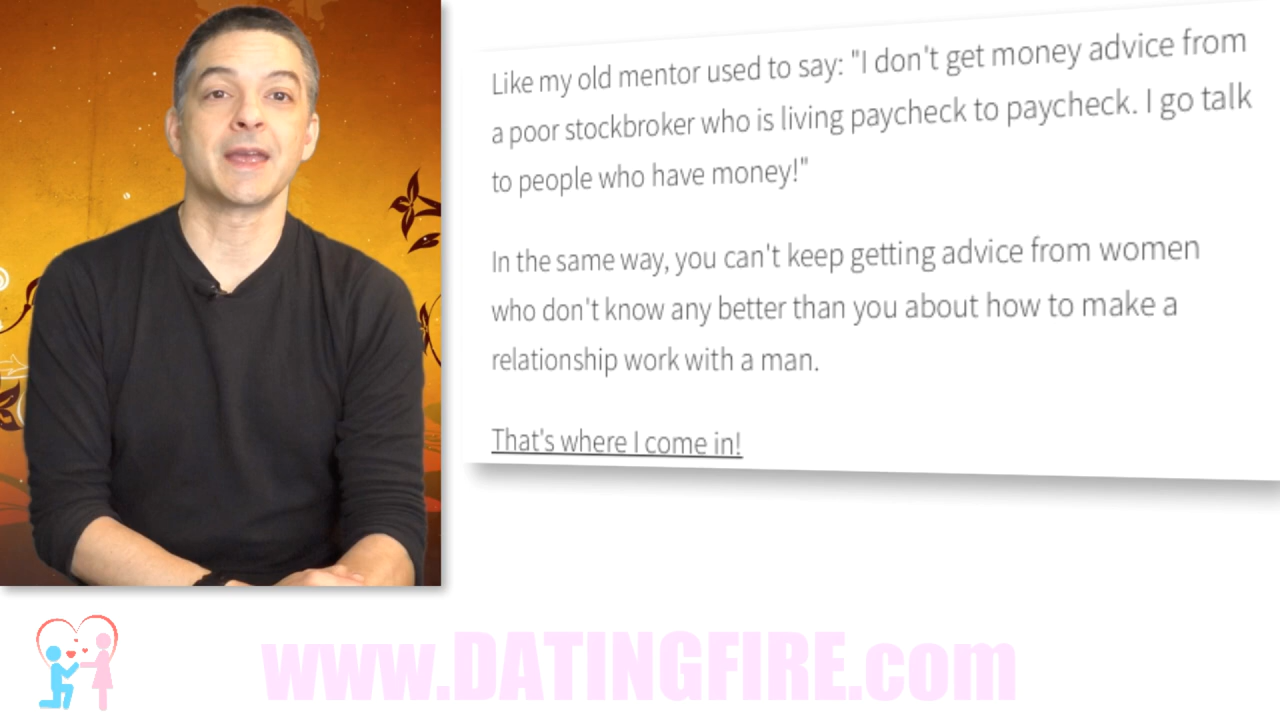 Like my old mentor used to say: "I don't get money advice from
a poor stockbroker who is living paycheck to paycheck. I go talk
to people who have money!"
In the same way, you can't keep getting advice from women
who don't know any better than you about how to make a
relationship work with a man.
That's where I come in!
www.DATINGFIRE.com